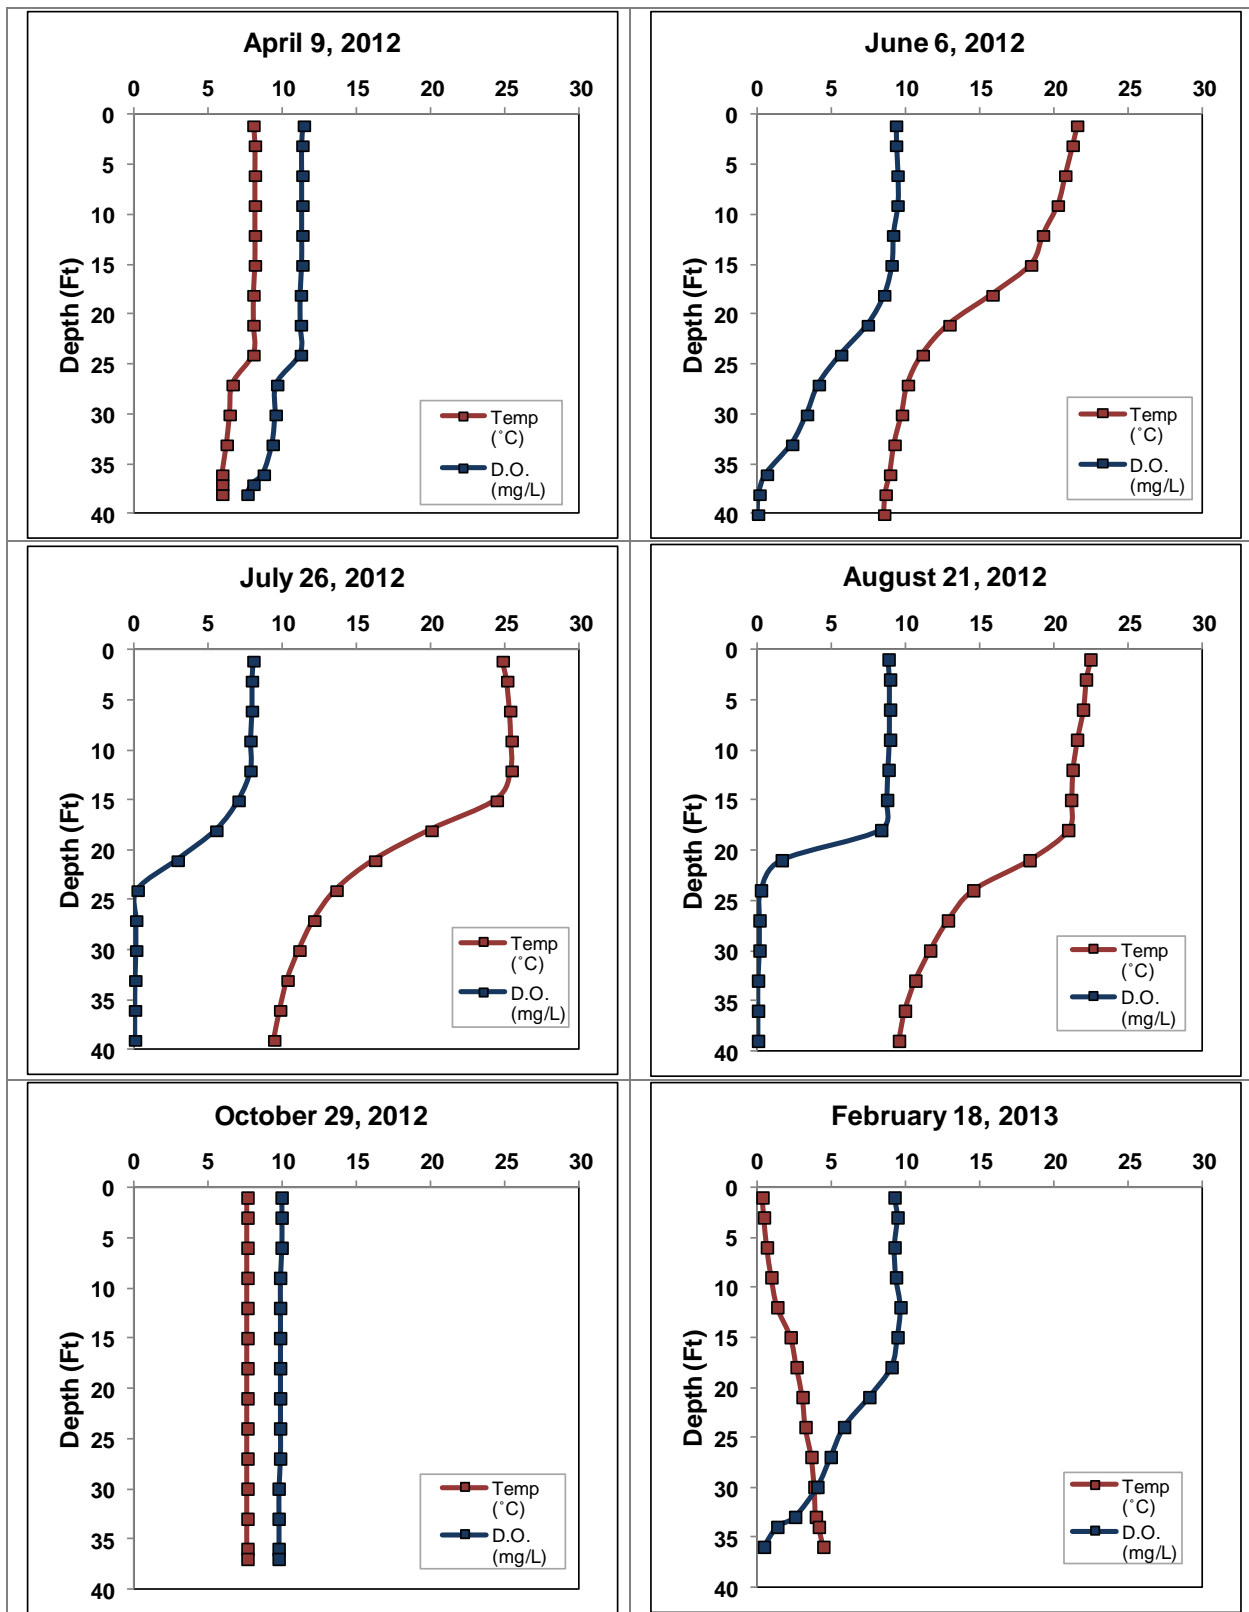 April 9, 2012
0 5 10 15 20 25 30
0
5
10
15
20
25
30
35
40
Depth (Ft)
Temp
(˚C)
D.O.
(mg/L)
June 6, 2012
0 5 10 15 20 25 30
0
5
10
15
20
25
30
35
40
Depth (Ft)
Temp
(˚C)
D.O.
(mg/L)
July 26, 2012
0 5 10 15 20 25 30
0
5
10
15
20
25
30
35
40
Depth (Ft)
Temp
(˚C)
D.O.
(mg/L)
August 21, 2012
0 5 10 15 20 25 30
0
5
10
15
20
25
30
35
40
Depth (Ft)
Temp
(˚C)
D.O.
(mg/L)
October 29, 2012
0 5 10 15 20 25 30
0
5
10
15
20
25
30
35
40
Depth (Ft)
Temp
(˚C)
D.O.
(mg/L)
February 18, 2013
0 5 10 15 20 25 30
0
5
10
15
20
25
30
35
40
Depth (Ft)
Temp
(˚C)
D.O.
(mg/L)